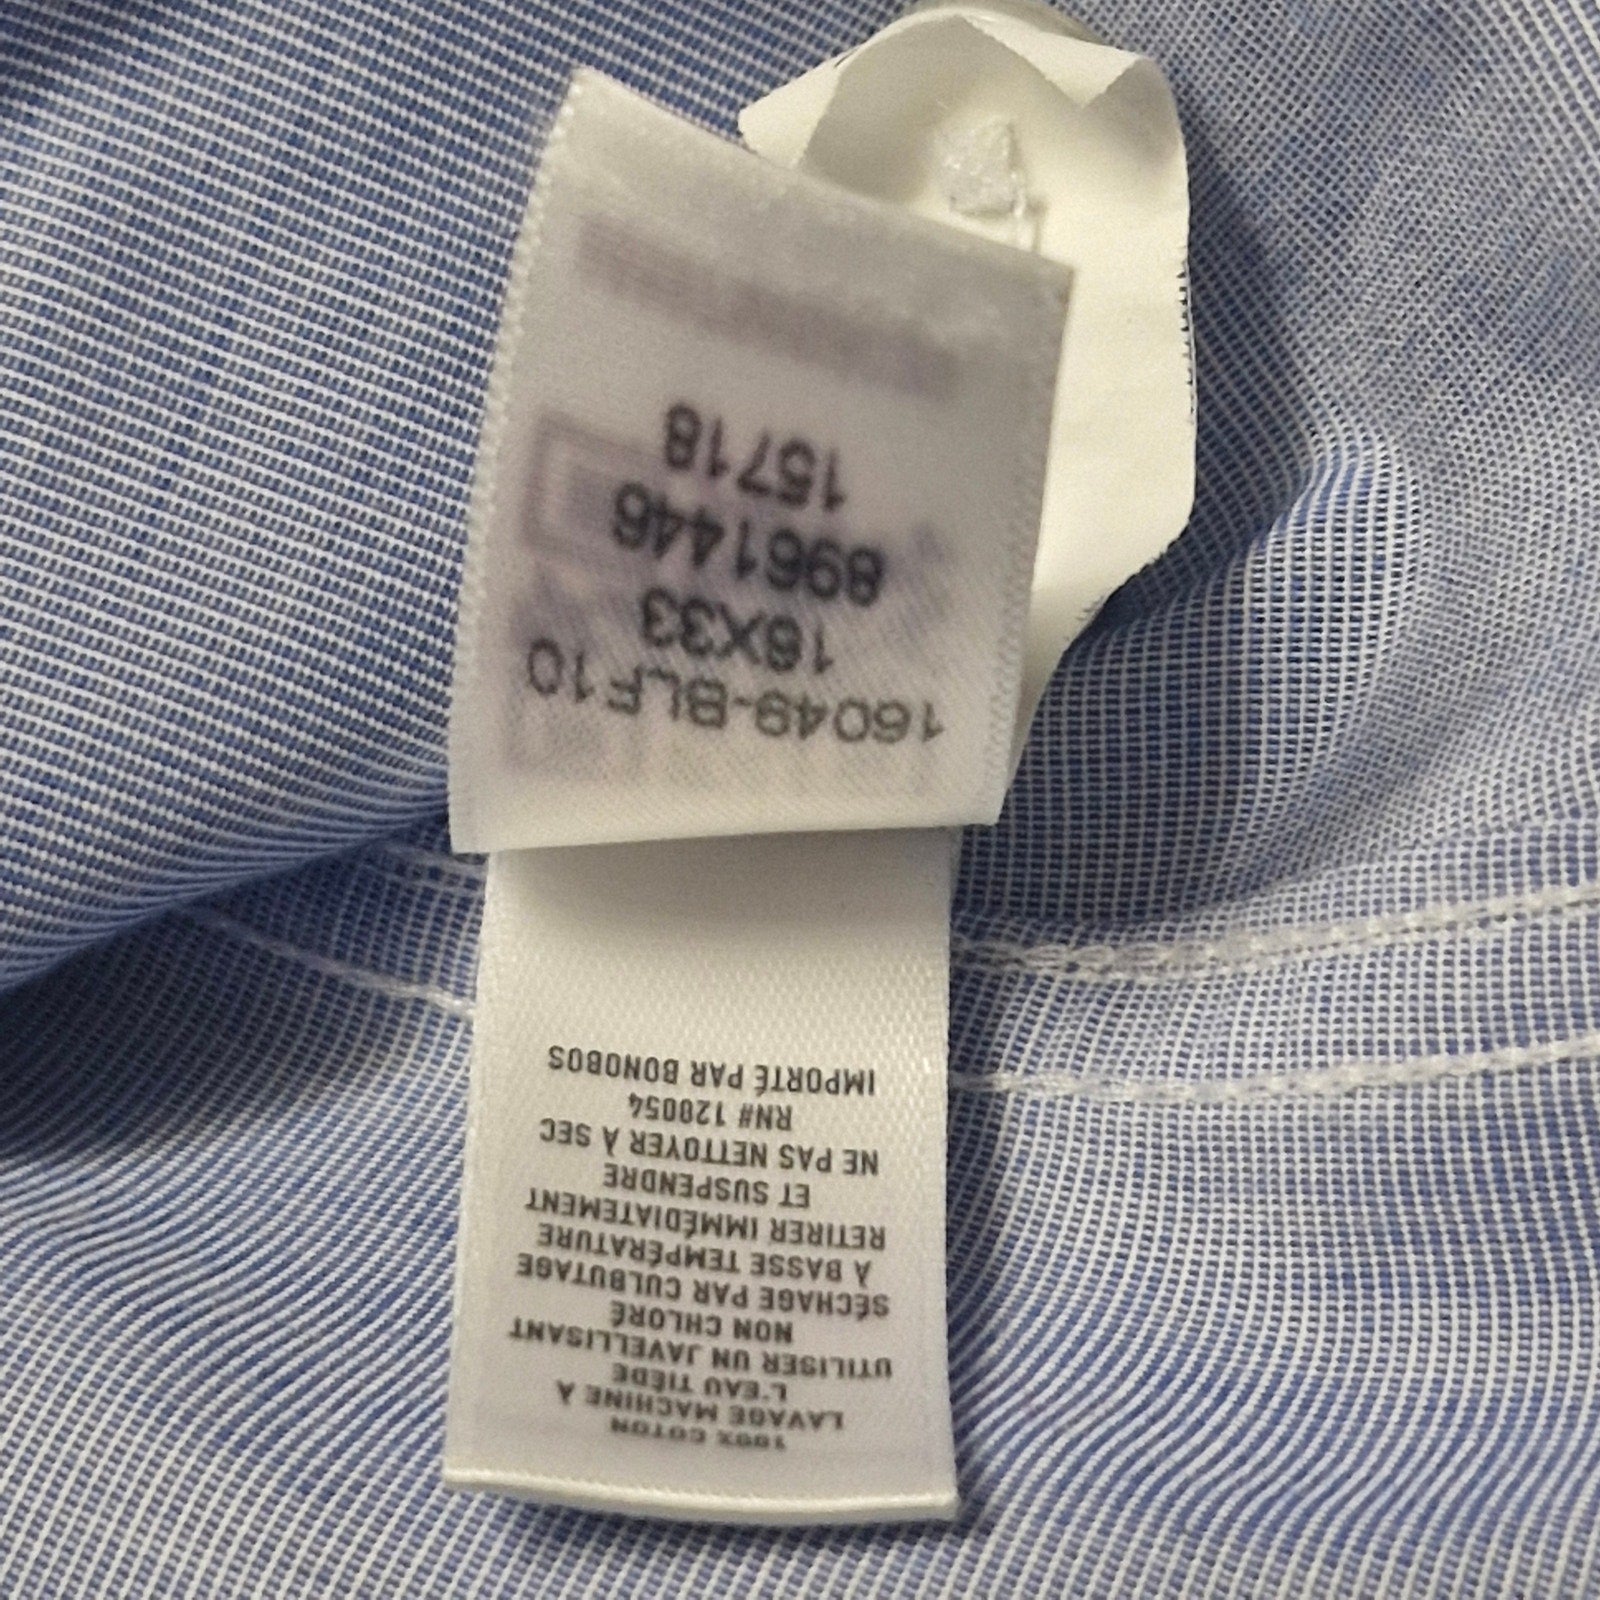 16049-BLF10
16X33
8961446
15718
100% COTON
LAVAGE MACHINE À
L'EAU TIÈDE
UTILISER UN JAVELLISANT
NON CHLORÉ
SÉCHAGE PAR CULBUTAGE
À BASSE TEMPÉRATURE
RETIRER IMMÉDIATEMENT
ET SUSPENDRE
NE PAS NETTOYER À SEC
RN# 120054
IMPORTÉ PAR BONOBOS